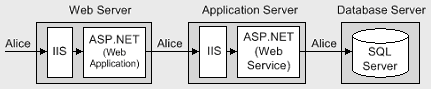 Web Server
Application Server
Database Server
Alice
IIS
ASP.NET
(Web
Application)
Alice
IIS
ASP.NET
(Web
Service)
Alice
SQL
Server